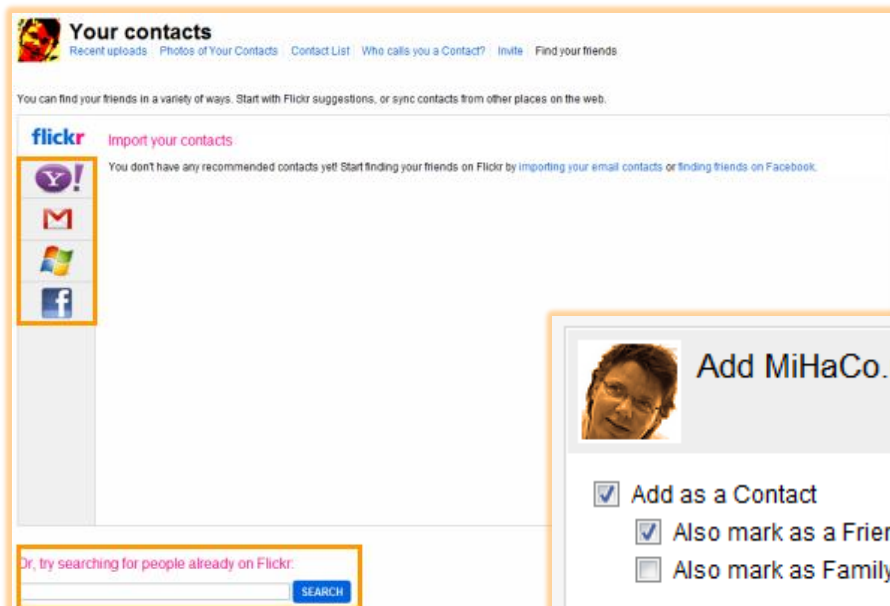 Your contacts
Recent uploads Photos of Your Contacts Contact List Who calls you a Contact? Invite Find your friends
You can find your friends in a variety of ways. Start with Flickr suggestions, or sync contacts from other places on the web.
flickr
Import your contacts
You don't have any recommended contacts yet! Start finding your friends on Flickr by importing your email contacts or finding friends on Facebook.
Y!
M
f
Add MiHaCo.
Add as a Contact
Also mark as a Frien
Also mark as Family
Or, try searching for people already on Flickr:
SEARCH